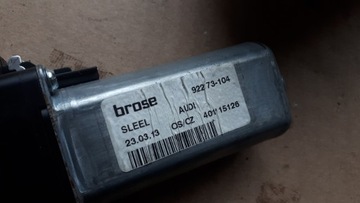 brose 922 73-104
SLEEL AUDI
23.03.13 OS/CZ 401 15126